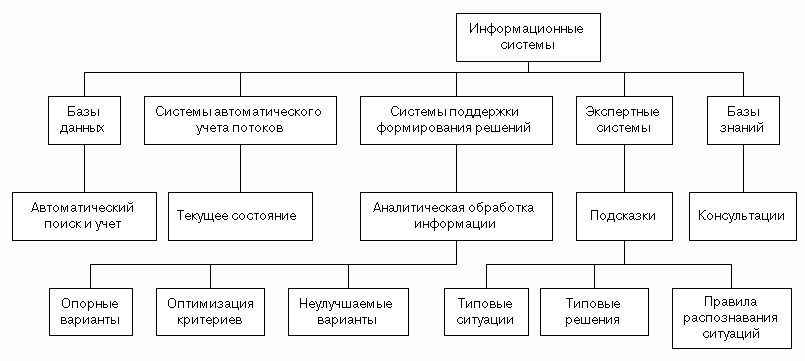 Информационные
системы
Базы
данных
Системы автоматического
учета потоков
Системы поддержки
формирования решений
Экспертные
системы
Базы
знаний
Автоматический
поиск и учет
Текущее состояние
Аналитическая обработка
информации
Подсказки
Консультации
Опорные
варианты
Оптимизация
критериев
Неулучшаемые
варианты
Типовые
ситуации
Типовые
решения
Правила
распознавания
ситуаций